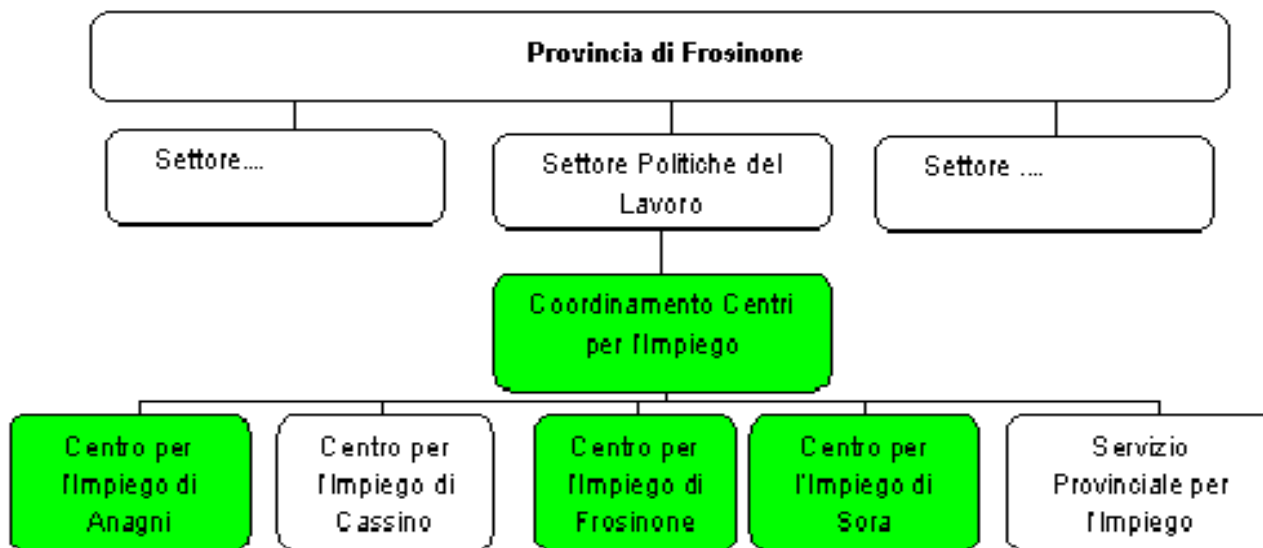 Provincia di Frosinone
Settore....
Settore Politiche del
Lavoro
Settore ....
Coordinamento Centri
per l'Impiego
Centro per
l'Impiego di
Anagni
Centro per
l'Impiego di
Cassino
Centro per
l'Impiego di
Frosinone
Centro per
l'Impiego di
Sora
Servizio
Provinciale per
l'Impiego